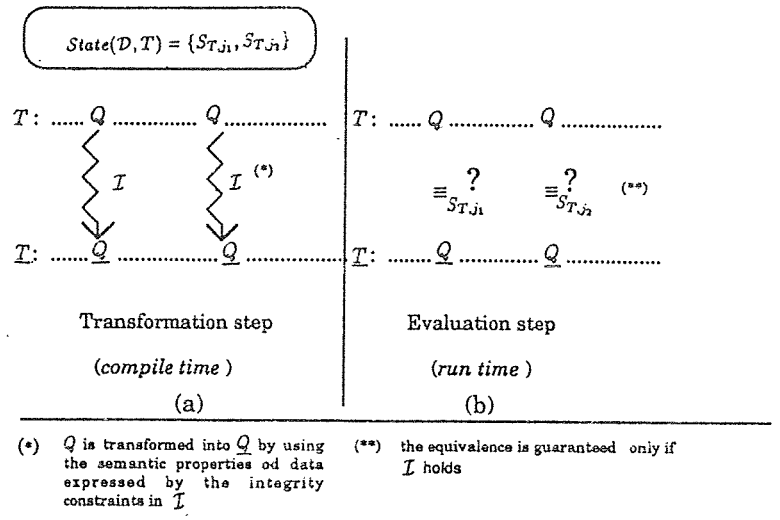 State(𝒟, T) = {S_{T,j₁}, S_{T,j₂}}
T: ...... Q ............. Q ...............
T: ...... Q ............. Q ...............
ℐ
ℐ (*)
≡_{S_{T,j₁}} ?
≡_{S_{T,j₂}} ? (**)
T̲: ...... Q̲ ................ Q̲ ...............
T̲: ........ Q̲ ............ Q̲ ...............
Transformation step
Evaluation step
(compile time )
(run time )
(a)
(b)
(*) Q is transformed into Q̲ by using
the semantic properties od data
expressed by the integrity
constraints in ℐ
(**) the equivalence is guaranteed only if
ℐ holds